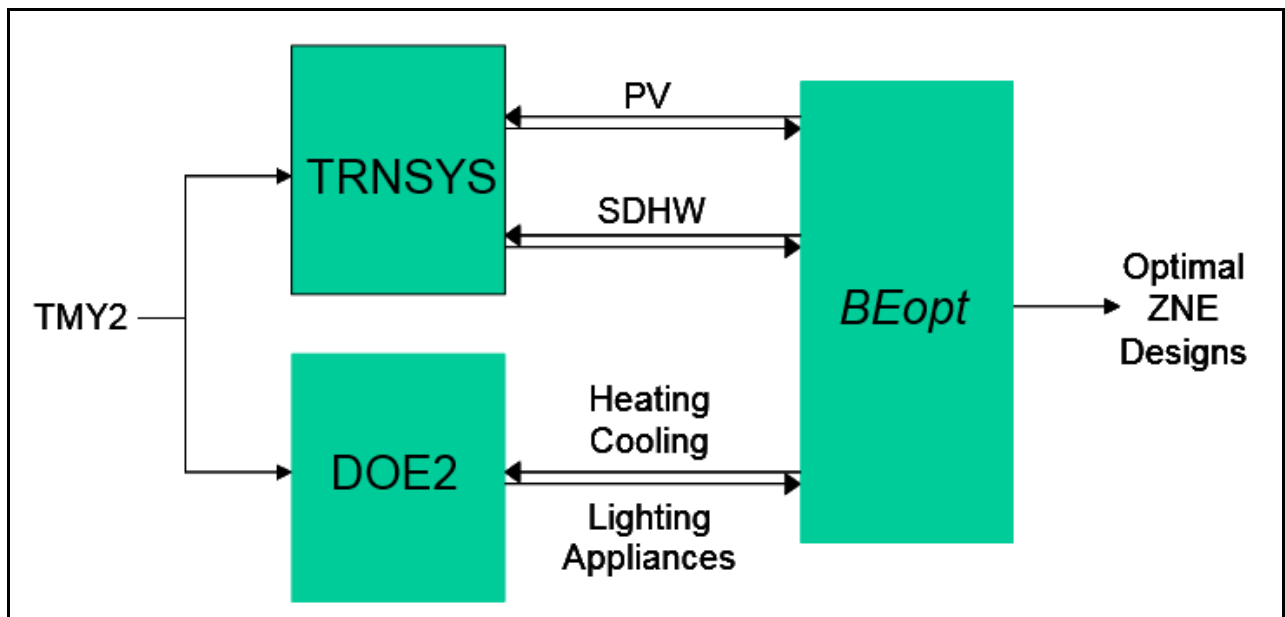 TMY2
TRNSYS
DOE2
PV
SDHW
Heating
Cooling
Lighting
Appliances
BEopt
Optimal
ZNE
Designs